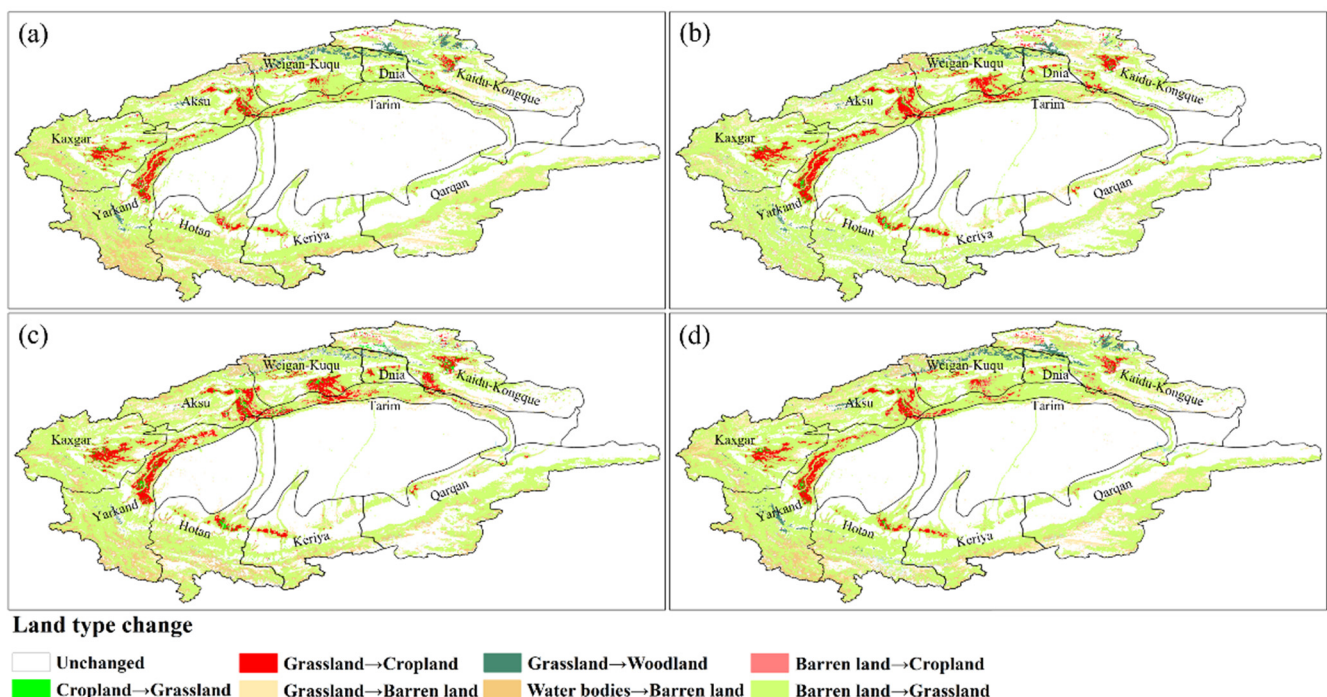 (a)
Weigan-Kuqu
Dnia
Kaidu-Kongque
Aksu
Tarim
Kaxgar
Yarkand
Hotan
Keriya
Qarqan
(b)
Weigan-Kuqu
Dnia
Kaidu-Kongque
Aksu
Tarim
Kaxgar
Yarkand
Hotan
Keriya
Qarqan
(c)
Weigan-Kuqu
Dnia
Kaidu-Kongque
Aksu
Tarim
Kaxgar
Yarkand
Hotan
Keriya
Qarqan
(d)
Weigan-Kuqu
Dnia
Kaidu-Kongque
Aksu
Tarim
Kaxgar
Yarkand
Hotan
Keriya
Qarqan
Land type change
Unchanged
Grassland→Cropland
Grassland→Woodland
Barren land→Cropland
Cropland→Grassland
Grassland→Barren land
Water bodies→Barren land
Barren land→Grassland